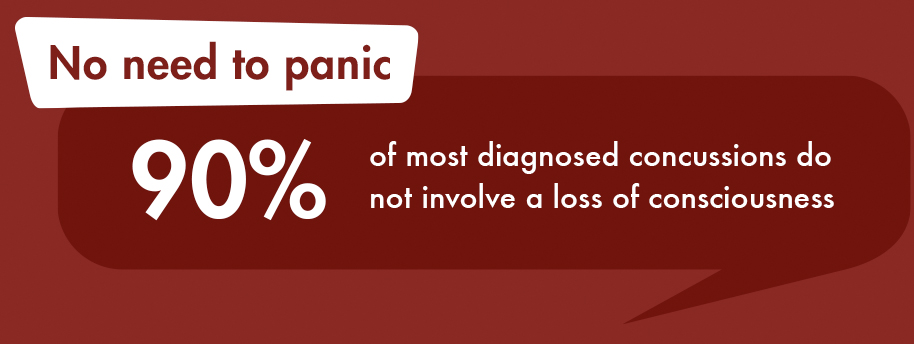 No need to panic
90%
of most diagnosed concussions do
not involve a loss of consciousness